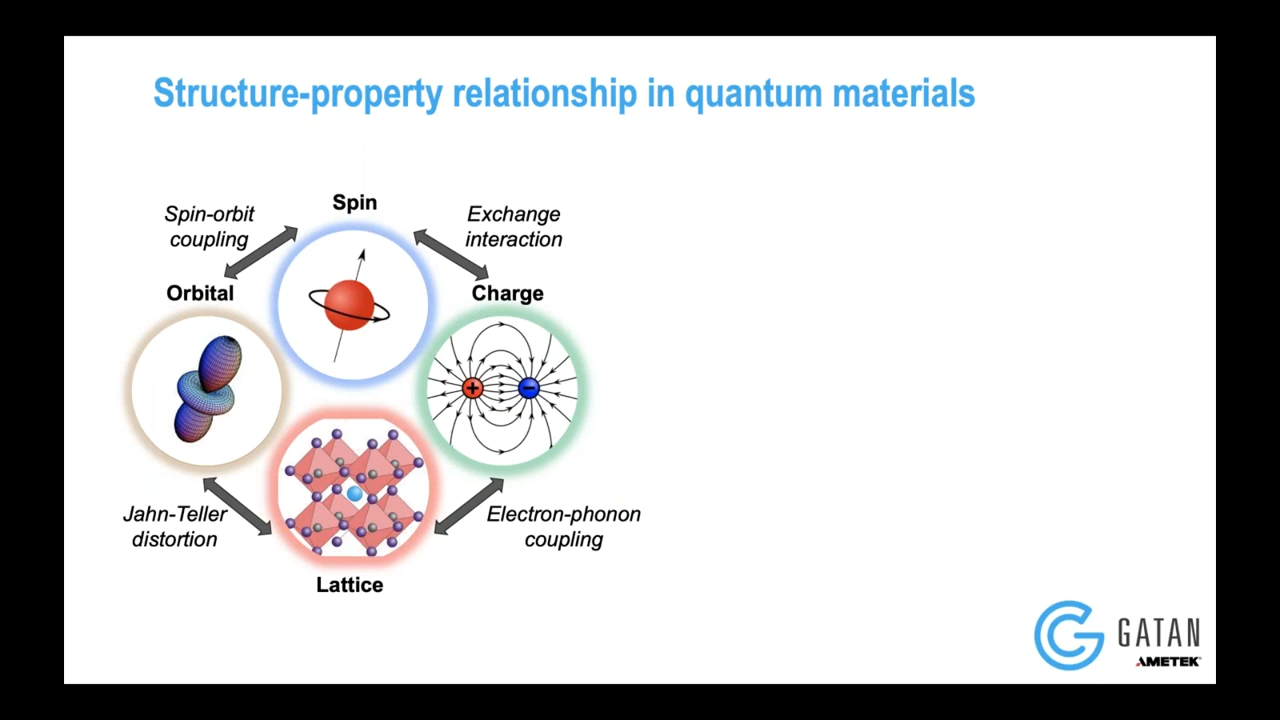 Structure-property relationship in quantum materials
Spin
Spin-orbit
coupling
Exchange
interaction
Orbital
Charge
+
−
Jahn-Teller
distortion
Electron-phonon
coupling
Lattice
GATAN
AMETEK